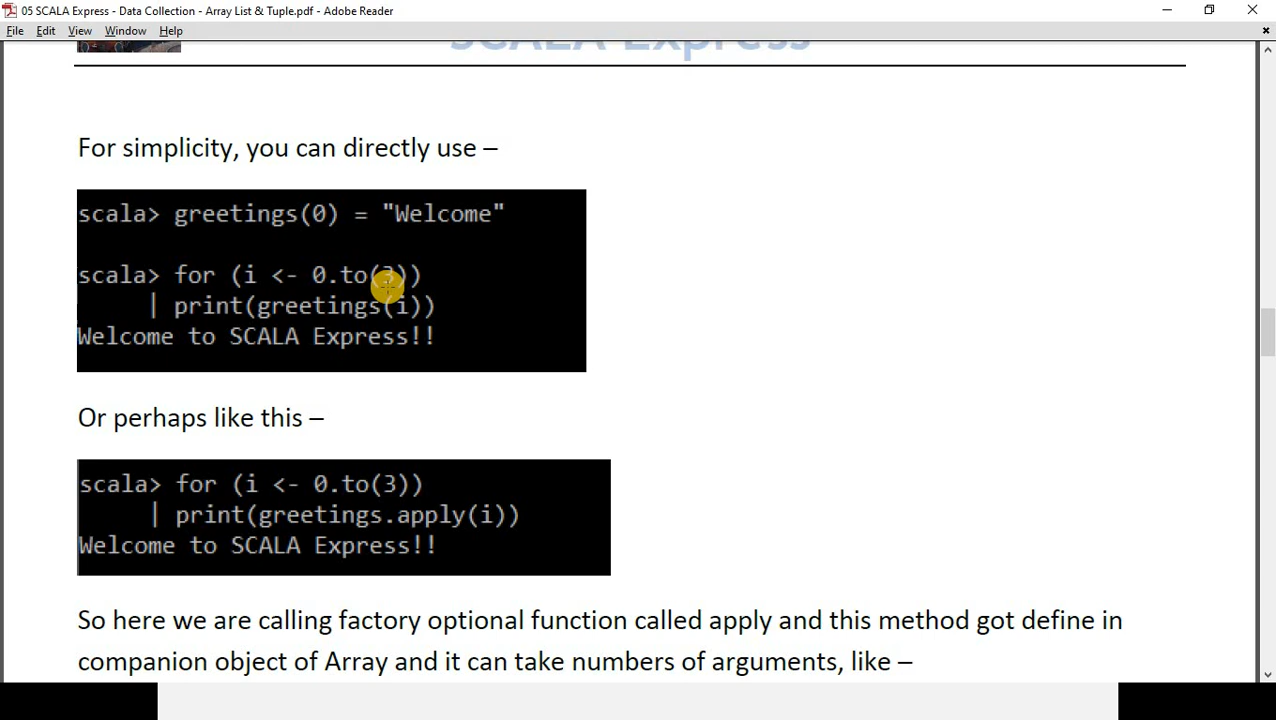 05 SCALA Express - Data Collection - Array List & Tuple.pdf - Adobe Reader
File Edit View Window Help
SCALA Express
For simplicity, you can directly use –
scala> greetings(0) = "Welcome"
scala> for (i <- 0.to(3))
| print(greetings(i))
Welcome to SCALA Express!!
Or perhaps like this –
scala> for (i <- 0.to(3))
| print(greetings.apply(i))
Welcome to SCALA Express!!
So here we are calling factory optional function called apply and this method got define in
companion object of Array and it can take numbers of arguments, like –